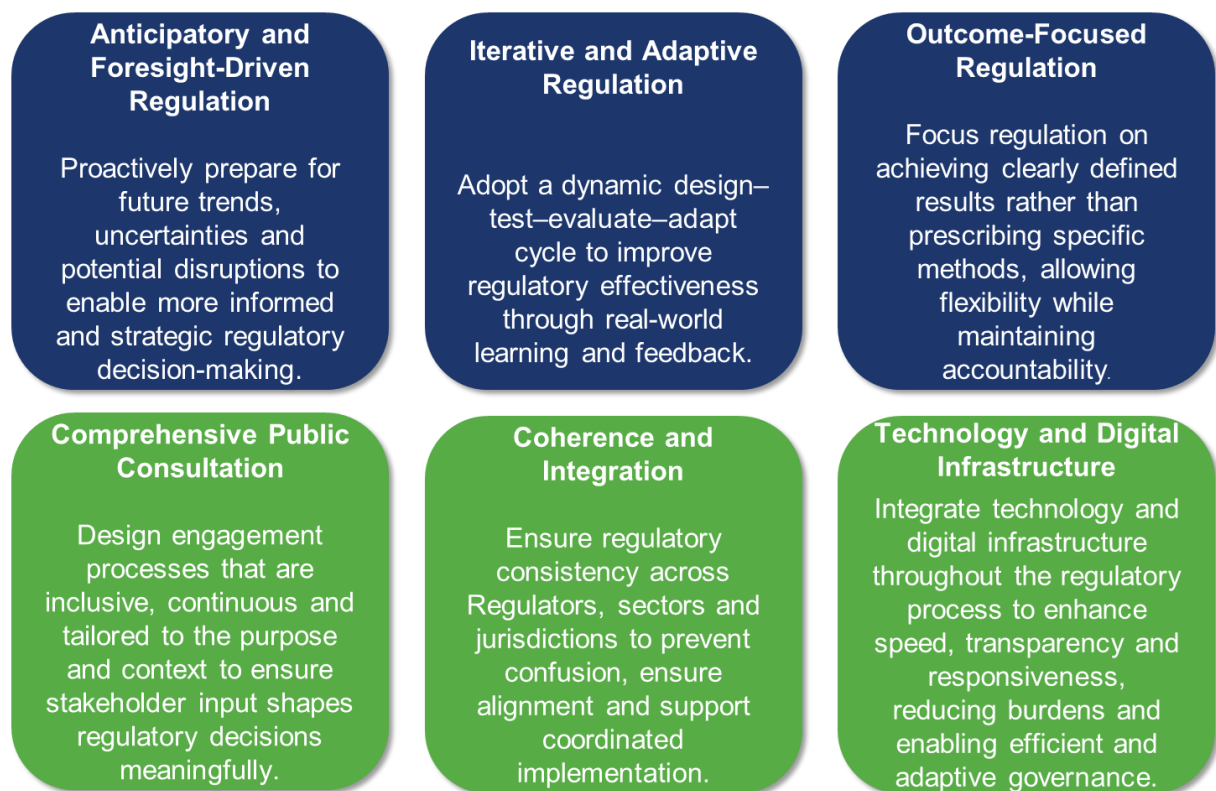 Anticipatory and
Foresight-Driven
Regulation
Proactively prepare for
future trends,
uncertainties and
potential disruptions to
enable more informed
and strategic regulatory
decision-making.
Iterative and Adaptive
Regulation
Adopt a dynamic design–
test–evaluate–adapt
cycle to improve
regulatory effectiveness
through real-world
learning and feedback.
Outcome-Focused
Regulation
Focus regulation on
achieving clearly defined
results rather than
prescribing specific
methods, allowing
flexibility while
maintaining
accountability.
Comprehensive Public
Consultation
Design engagement
processes that are
inclusive, continuous and
tailored to the purpose
and context to ensure
stakeholder input shapes
regulatory decisions
meaningfully.
Coherence and
Integration
Ensure regulatory
consistency across
Regulators, sectors and
jurisdictions to prevent
confusion, ensure
alignment and support
coordinated
implementation.
Technology and Digital
Infrastructure
Integrate technology and
digital infrastructure
throughout the regulatory
process to enhance
speed, transparency and
responsiveness,
reducing burdens and
enabling efficient and
adaptive governance.